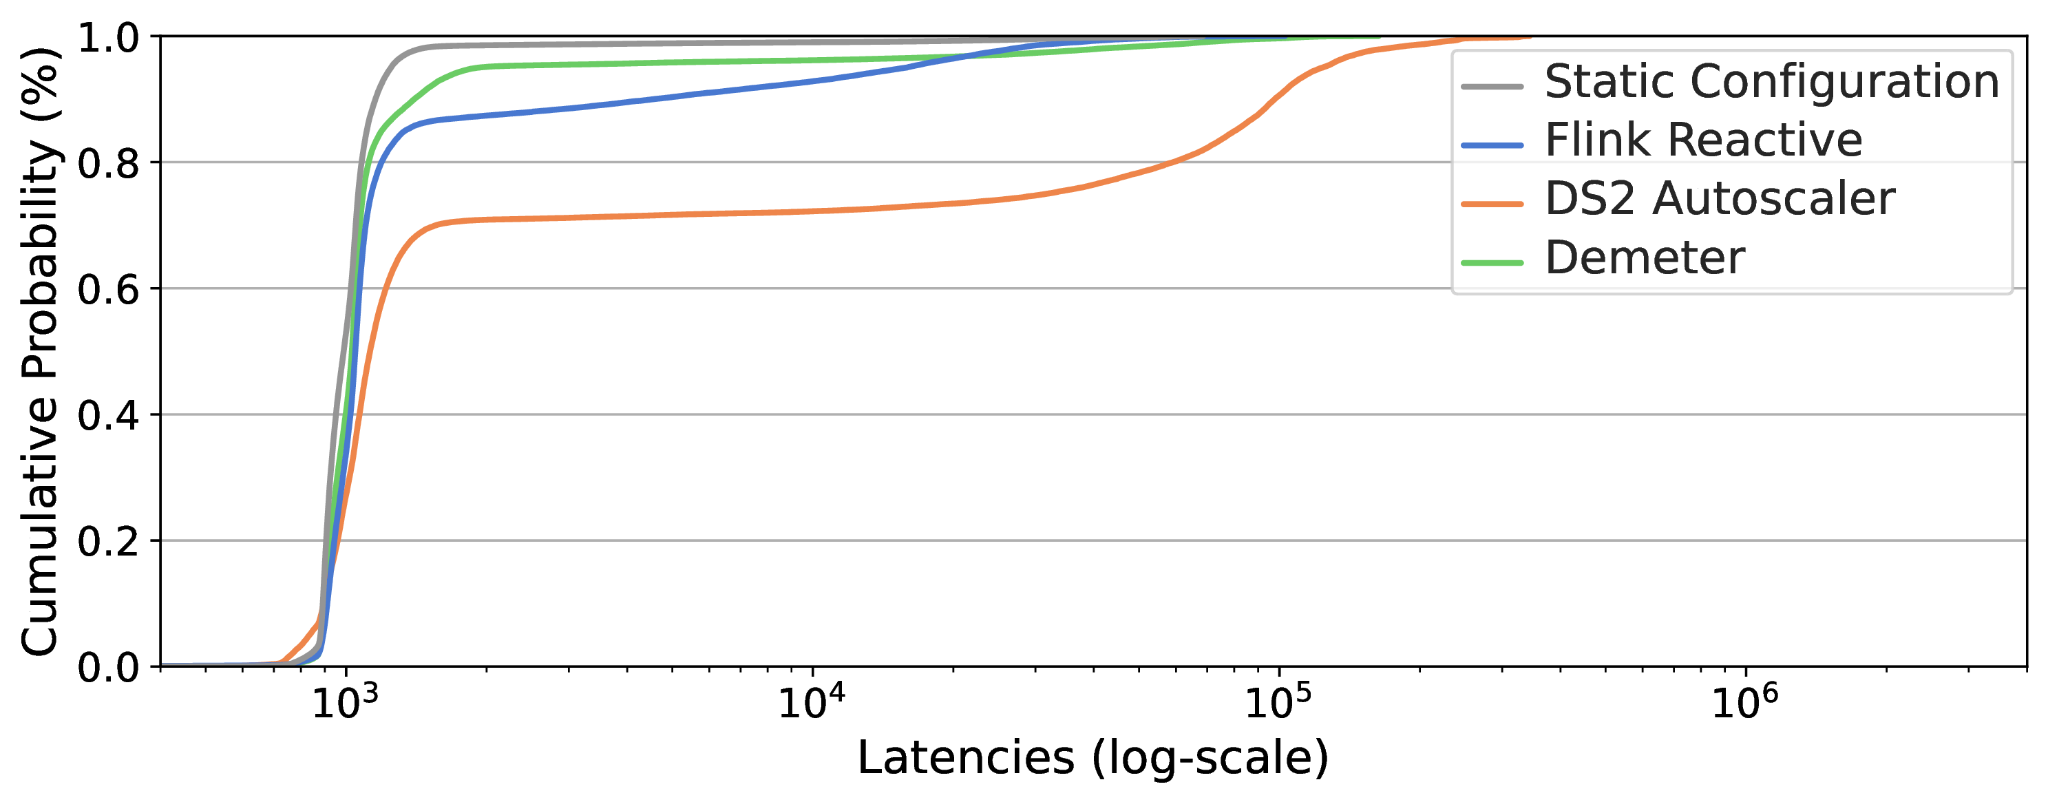 Cumulative Probability (%)
1.0
0.8
0.6
0.4
0.2
0.0
10³
10⁴
10⁵
10⁶
Latencies (log-scale)
Static Configuration
Flink Reactive
DS2 Autoscaler
Demeter